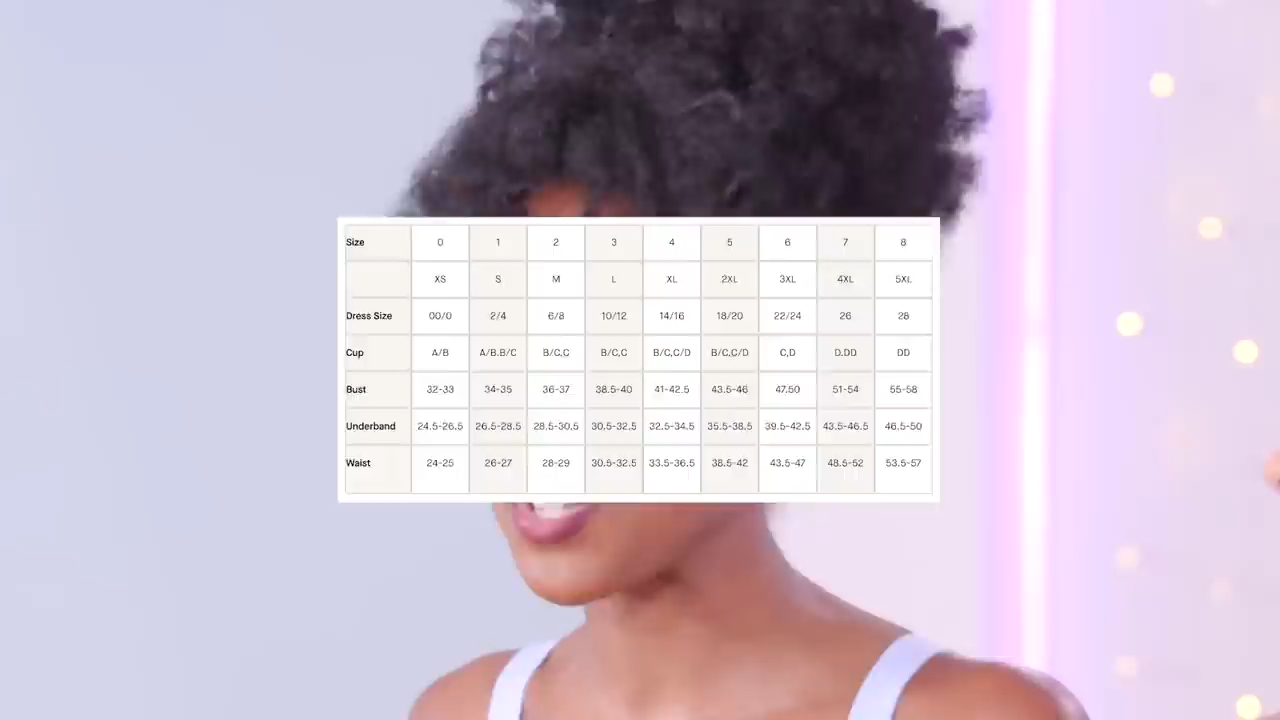 Size 0 1 2 3 4 5 6 7 8
XS S M L XL 2XL 3XL 4XL 5XL
Dress Size 00/0 2/4 6/8 10/12 14/16 18/20 22/24 26 28
Cup A/B A/B.B/C B/C,C B/C,C B/C,C/D B/C,C/D C,D D.DD DD
Bust 32-33 34-35 36-37 38.5-40 41-42.5 43.5-46 47.50 51-54 55-58
Underband 24.5-26.5 26.5-28.5 28.5-30.5 30.5-32.5 32.5-34.5 35.5-38.5 39.5-42.5 43.5-46.5 46.5-50
Waist 24-25 26-27 28-29 30.5-32.5 33.5-36.5 38.5-42 43.5-47 48.5-52 53.5-57